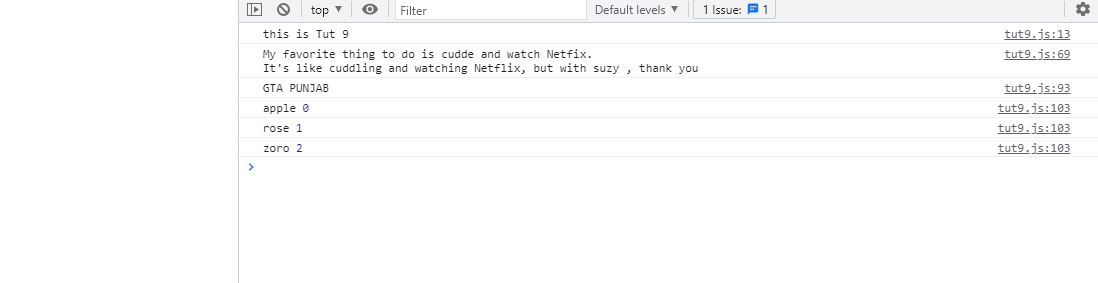 top ▼ Filter Default levels ▼ 1 Issue: 1
this is Tut 9 tut9.js:13
My favorite thing to do is cudde and watch Netfix. tut9.js:69
It's like cuddling and watching Netflix, but with suzy , thank you
GTA PUNJAB tut9.js:93
apple 0 tut9.js:103
rose 1 tut9.js:103
zoro 2 tut9.js:103